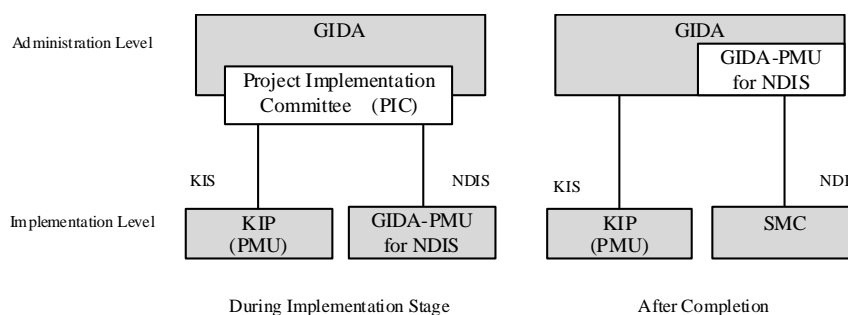 Administration Level
GIDA
Project Implementation
Committee (PIC)
KIS
NDIS
Implementation Level
KIP
(PMU)
GIDA-PMU
for NDIS
During Implementation Stage
GIDA
GIDA-PMU
for NDIS
KIS
NDI
KIP
(PMU)
SMC
After Completion